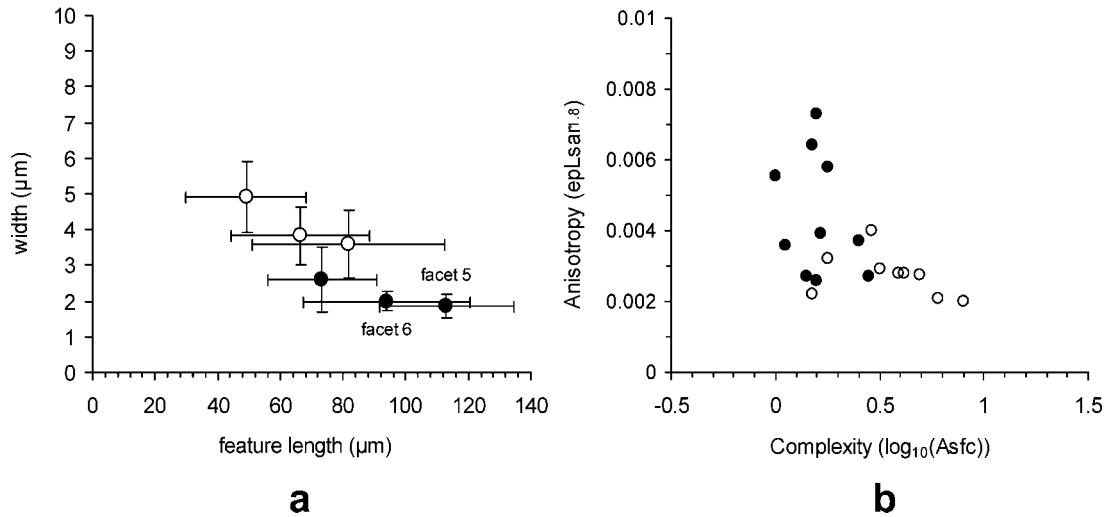 10
9
8
7
6
5
4
3
2
1
0
width (µm)
facet 5
facet 6
0 20 40 60 80 100 120 140
feature length (µm)
a
0.01
0.008
0.006
0.004
0.002
0
Anisotropy (epLsar1.8)
-0.5 0 0.5 1 1.5
Complexity (log₁₀(Asfc))
b